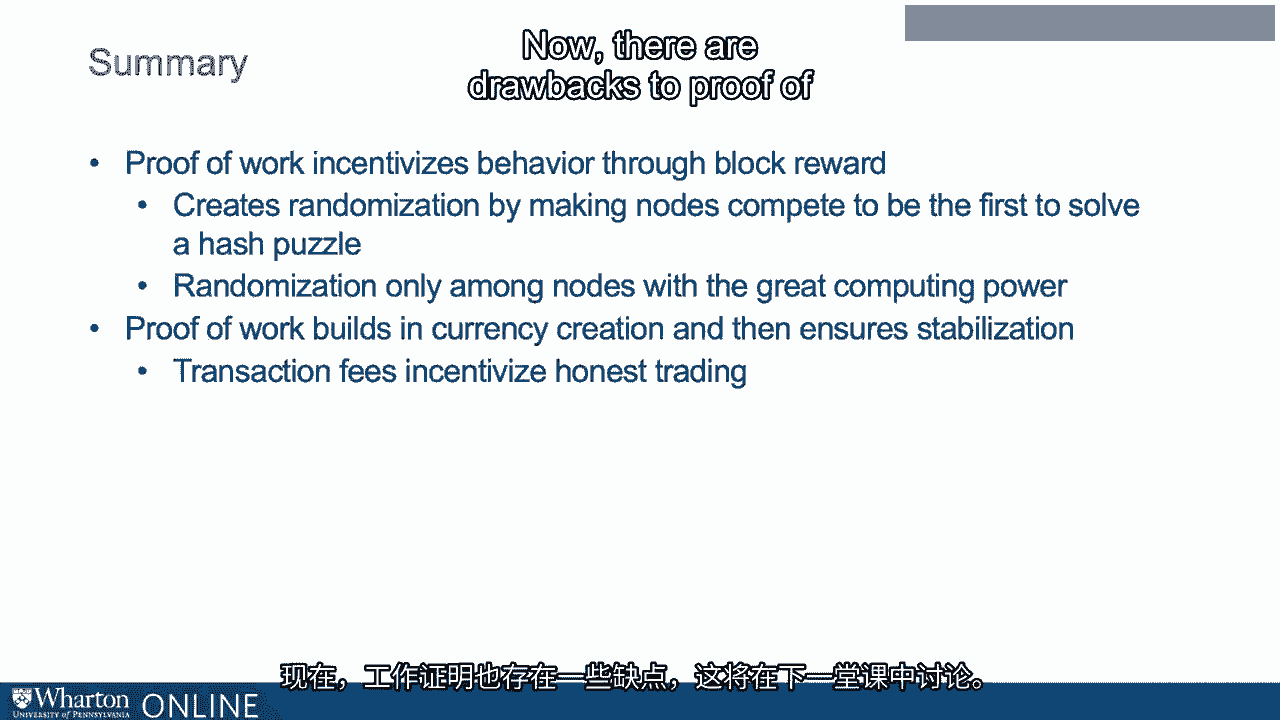 Now, there are
drawbacks to proof of
Summary
• Proof of work incentivizes behavior through block reward
• Creates randomization by making nodes compete to be the first to solve
a hash puzzle
• Randomization only among nodes with the great computing power
• Proof of work builds in currency creation and then ensures stabilization
• Transaction fees incentivize honest trading
现在，工作证明也存在一些缺点，这将在下一堂课中讨论。
Wharton ONLINE
UNIVERSITY of PENNSYLVANIA